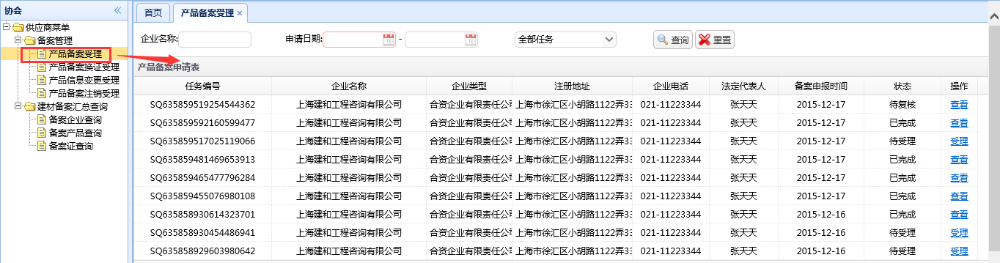 协会
供应商菜单
备案管理
产品备案受理
产品备案换证受理
产品信息变更受理
产品备案注销受理
建材备案汇总查询
备案企业查询
备案产品查询
备案证查询
首页 产品备案受理
企业名称: 申请日期: - 全部任务 查询 重置
产品备案申请表
任务编号 企业名称 企业类型 注册地址 企业电话 法定代表人 备案申报时间 状态 操作
SQ635859519254544362 上海建和工程咨询有限公司 合资企业有限责任公 上海市徐汇区小胡路1122弄33 021-11223344 张天天 2015-12-17 待复核 查看
SQ635859592160599477 上海建和工程咨询有限公司 合资企业有限责任公 上海市徐汇区小胡路1122弄33 021-11223344 张天天 2015-12-17 已完成 查看
SQ635859517025119066 上海建和工程咨询有限公司 合资企业有限责任公 上海市徐汇区小胡路1122弄33 021-11223344 张天天 2015-12-17 待受理 受理
SQ635859481469653913 上海建和工程咨询有限公司 合资企业有限责任公 上海市徐汇区小胡路1122弄33 021-11223344 张天天 2015-12-17 已完成 查看
SQ635859465477796284 上海建和工程咨询有限公司 合资企业有限责任公 上海市徐汇区小胡路1122弄33 021-11223344 张天天 2015-12-17 已完成 查看
SQ635859455076980108 上海建和工程咨询有限公司 合资企业有限责任公 上海市徐汇区小胡路1122弄33 021-11223344 张天天 2015-12-17 已完成 查看
SQ635858930614323701 上海建和工程咨询有限公司 合资企业有限责任公 上海市徐汇区小胡路1122弄33 021-11223344 张天天 2015-12-16 已完成 查看
SQ635858930454486941 上海建和工程咨询有限公司 合资企业有限责任公 上海市徐汇区小胡路1122弄33 021-11223344 张天天 2015-12-16 待受理 受理
SQ635858929603980642 上海建和工程咨询有限公司 合资企业有限责任公 上海市徐汇区小胡路1122弄33 021-11223344 张天天 2015-12-16 待受理 受理